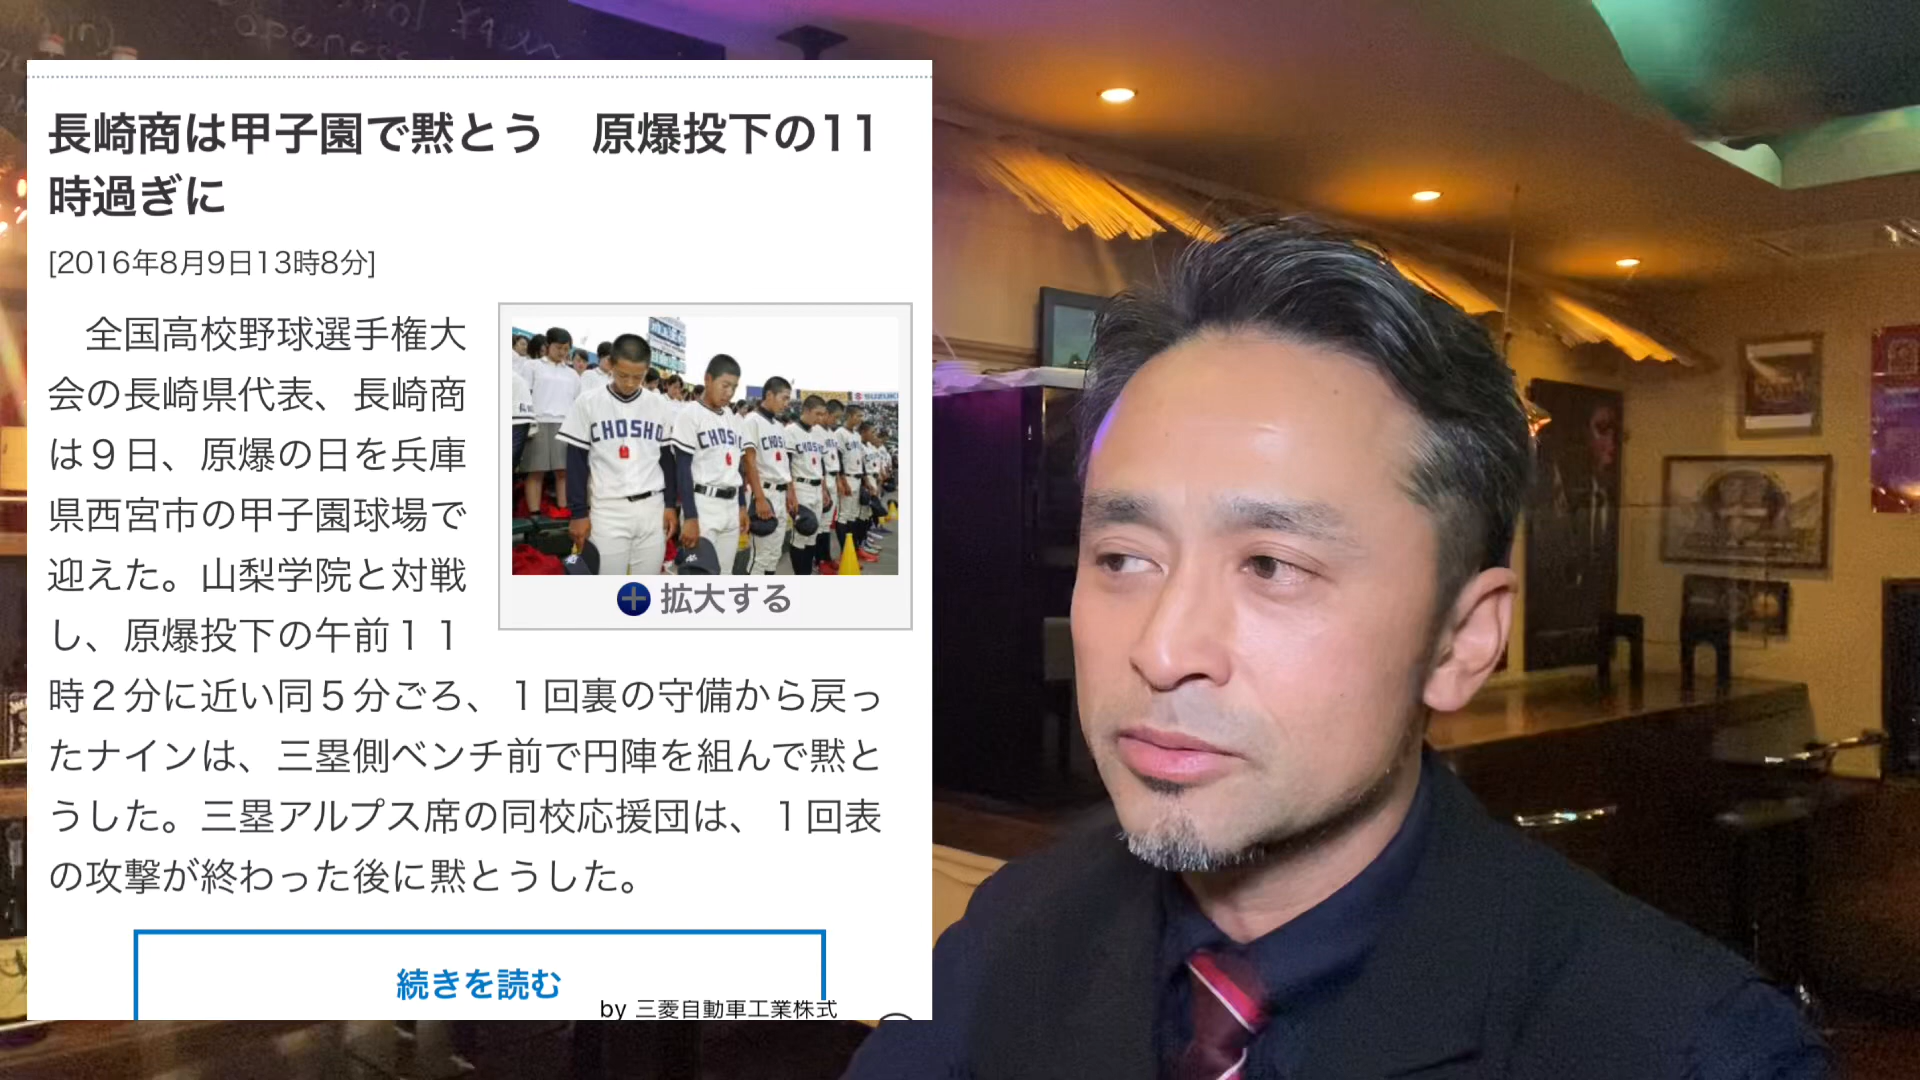 長崎商は甲子園で黙とう　原爆投下の11
時過ぎに
[2016年8月9日13時8分]
全国高校野球選手権大
会の長崎県代表、長崎商
は９日、原爆の日を兵庫
県西宮市の甲子園球場で
迎えた。山梨学院と対戦
し、原爆投下の午前１１
時２分に近い同５分ごろ、１回裏の守備から戻っ
たナインは、三塁側ベンチ前で円陣を組んで黙と
うした。三塁アルプス席の同校応援団は、１回表
の攻撃が終わった後に黙とうした。
SUZUKI
CHOSHO
CHOS
CHOS
CHOS
拡大する
続きを読む
by 三菱自動車工業株式